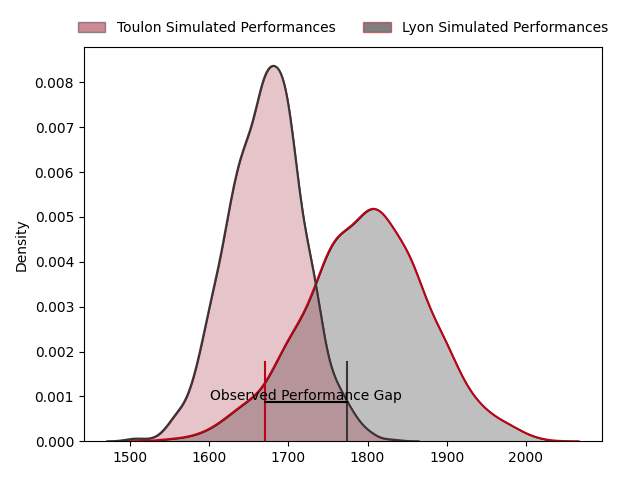 Toulon Simulated Performances
Lyon Simulated Performances
0.008
0.007
0.006
0.005
0.004
0.003
0.002
0.001
0.000
Density
Observed Performance Gap
1500 1600 1700 1800 1900 2000